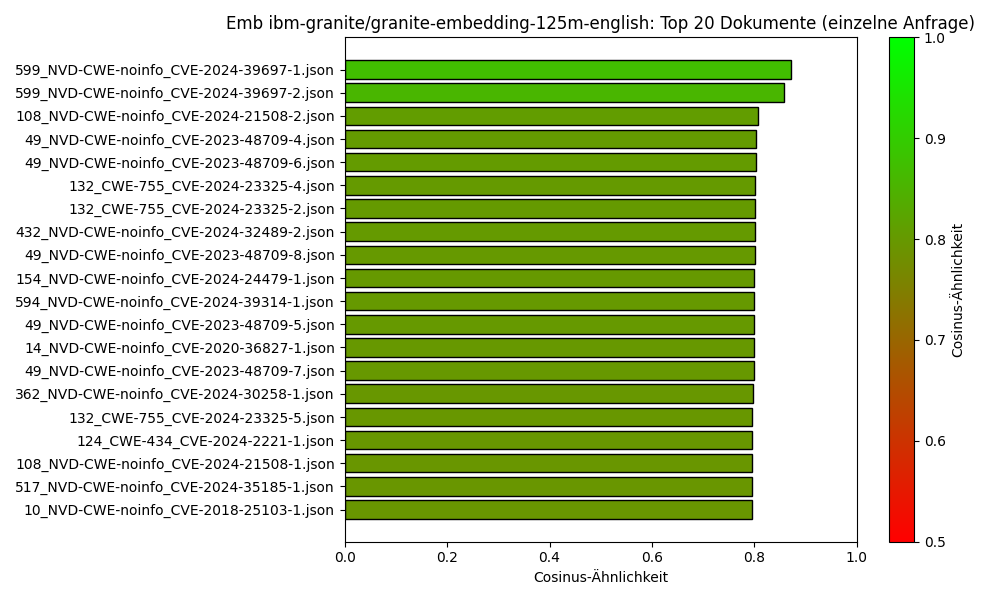 Emb ibm-granite/granite-embedding-125m-english: Top 20 Dokumente (einzelne Anfrage)
599_NVD-CWE-noinfo_CVE-2024-39697-1.json
599_NVD-CWE-noinfo_CVE-2024-39697-2.json
108_NVD-CWE-noinfo_CVE-2024-21508-2.json
49_NVD-CWE-noinfo_CVE-2023-48709-4.json
49_NVD-CWE-noinfo_CVE-2023-48709-6.json
132_CWE-755_CVE-2024-23325-4.json
132_CWE-755_CVE-2024-23325-2.json
432_NVD-CWE-noinfo_CVE-2024-32489-2.json
49_NVD-CWE-noinfo_CVE-2023-48709-8.json
154_NVD-CWE-noinfo_CVE-2024-24479-1.json
594_NVD-CWE-noinfo_CVE-2024-39314-1.json
49_NVD-CWE-noinfo_CVE-2023-48709-5.json
14_NVD-CWE-noinfo_CVE-2020-36827-1.json
49_NVD-CWE-noinfo_CVE-2023-48709-7.json
362_NVD-CWE-noinfo_CVE-2024-30258-1.json
132_CWE-755_CVE-2024-23325-5.json
124_CWE-434_CVE-2024-2221-1.json
108_NVD-CWE-noinfo_CVE-2024-21508-1.json
517_NVD-CWE-noinfo_CVE-2024-35185-1.json
10_NVD-CWE-noinfo_CVE-2018-25103-1.json
0.0 0.2 0.4 0.6 0.8 1.0
Cosinus-Ähnlichkeit
1.0
0.9
0.8
0.7
0.6
0.5
Cosinus-Ähnlichkeit